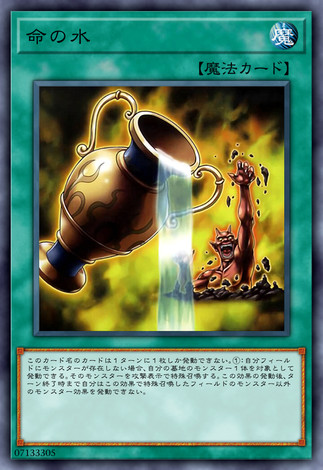 命の水
魔
【魔法カード】
このカード名のカードは1ターンに1枚しか発動できない。①:自分フィール
ドにモンスターが存在しない場合、自分の墓地のモンスター1体を対象として
発動できる。そのモンスターを攻撃表示で特殊召喚する。この効果の発動後、タ
ーン終了時まで自分はこの効果で特殊召喚したフィールドのモンスター以外
のモンスター効果を発動できない。
07133305